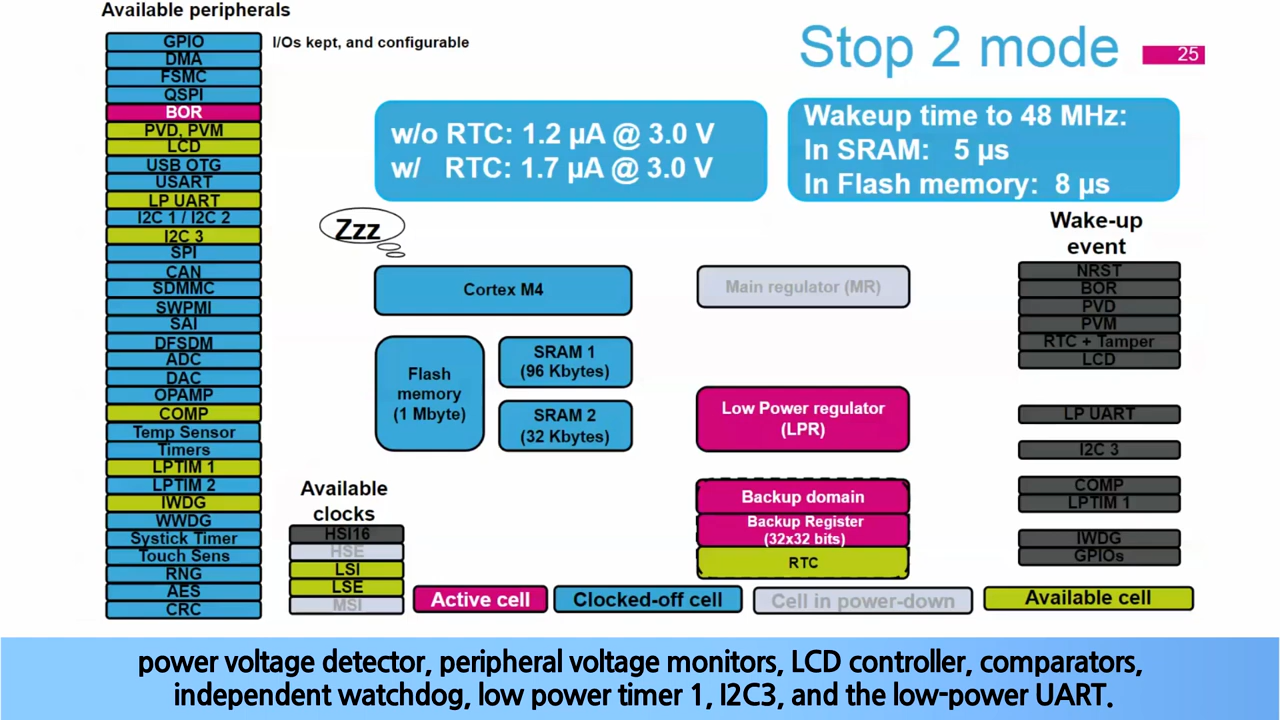 Available peripherals
GPIO
I/Os kept, and configurable
DMA
FSMC
QSPI
BOR
PVD, PVM
LCD
USB OTG
USART
LP UART
I2C 1 / I2C 2
I2C 3
SPI
CAN
SDMMC
SWPMI
SAI
DFSDM
ADC
DAC
OPAMP
COMP
Temp Sensor
Timers
LPTIM 1
LPTIM 2
IWDG
WWDG
Systick Timer
Touch Sens
RNG
AES
CRC
Stop 2 mode
25
w/o RTC: 1.2 µA @ 3.0 V
w/ RTC: 1.7 µA @ 3.0 V
Wakeup time to 48 MHz:
In SRAM: 5 µs
In Flash memory: 8 µs
Zzz
Cortex M4
Flash
memory
(1 Mbyte)
SRAM 1
(96 Kbytes)
SRAM 2
(32 Kbytes)
Main regulator (MR)
Low Power regulator
(LPR)
Backup domain
Backup Register
(32x32 bits)
RTC
Wake-up
event
NRST
BOR
PVD
PVM
RTC + Tamper
LCD
LP UART
I2C 3
COMP
LPTIM 1
IWDG
GPIOs
Available
clocks
HSI16
HSE
LSI
LSE
MSI
Active cell
Clocked-off cell
Cell in power-down
Available cell
power voltage detector, peripheral voltage monitors, LCD controller, comparators,
independent watchdog, low power timer 1, I2C3, and the low-power UART.